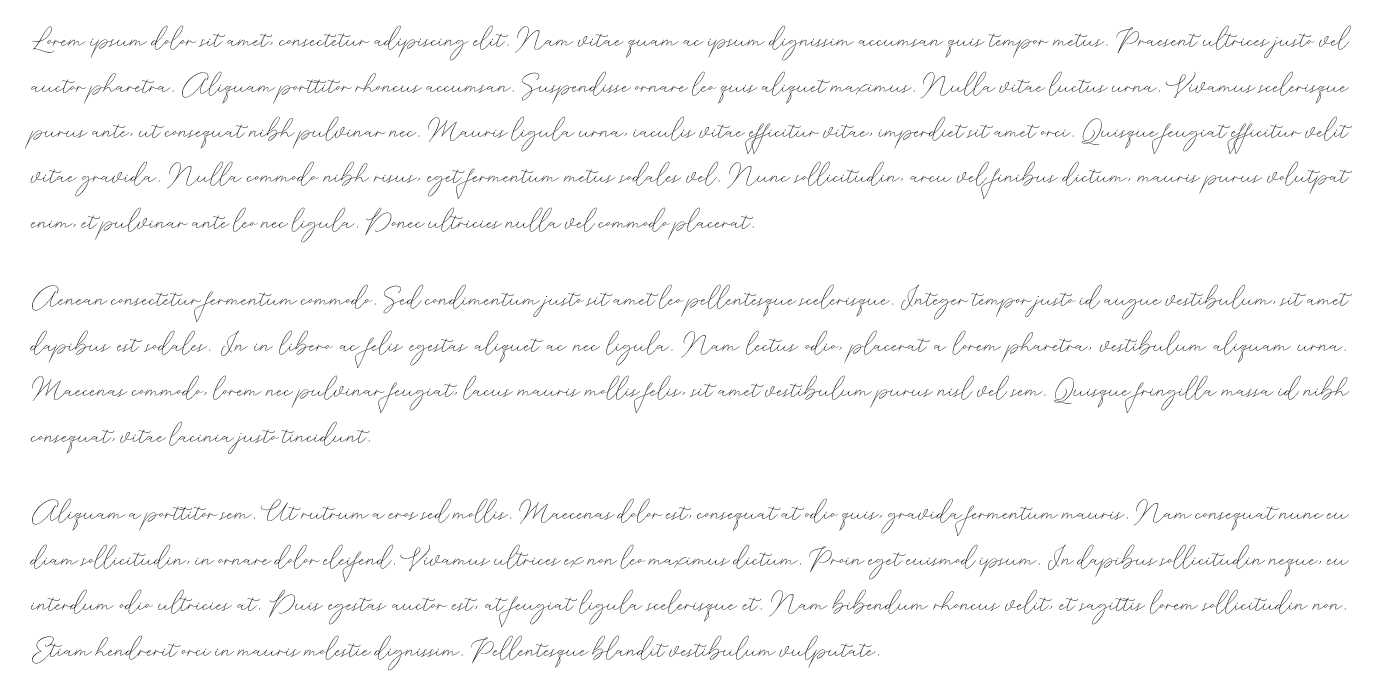 Lorem ipsum dolor sit amet, consectetur adipiscing elit. Nam vitae quam ac ipsum dignissim accumsan quis tempor metus. Praesent ultrices justo vel
auctor pharetra. Aliquam porttitor rhoncus accumsan. Suspendisse ornare leo quis aliquet maximus. Nulla vitae luctus urna. Vivamus scelerisque
purus ante, ut consequat nibh pulvinar nec. Mauris ligula urna, iaculis vitae efficitur vitae, imperdiet sit amet orci. Quisque feugiat efficitur velit
vitae gravida. Nulla commodo nibh risus, eget fermentum metus sodales vel. Nunc sollicitudin, arcu vel finibus dictum, mauris purus volutpat
enim, et pulvinar ante leo nec ligula. Donec ultricies nulla vel commodo placerat.
Aenean consectetur fermentum commodo. Sed condimentum justo sit amet leo pellentesque scelerisque. Integer tempor justo id augue vestibulum, sit amet
dapibus est sodales. In in libero ac felis egestas aliquet ac nec ligula. Nam lectus odio, placerat a lorem pharetra, vestibulum aliquam urna.
Maecenas commodo, lorem nec pulvinar feugiat, lacus mauris mollis felis, sit amet vestibulum purus nisl vel sem. Quisque fringilla massa id nibh
consequat, vitae lacinia justo tincidunt.
Aliquam a porttitor sem. Ut rutrum a eros sed mollis. Maecenas dolor est, consequat at odio quis, gravida fermentum mauris. Nam consequat nunc eu
diam sollicitudin, in ornare dolor eleifend. Vivamus ultrices ex non leo maximus dictum. Proin eget euismod ipsum. In dapibus sollicitudin neque, eu
interdum odio ultricies at. Duis egestas auctor est, at feugiat ligula scelerisque et. Nam bibendum rhoncus velit, et sagittis lorem sollicitudin non.
Etiam hendrerit orci in mauris molestie dignissim. Pellentesque blandit vestibulum vulputate.